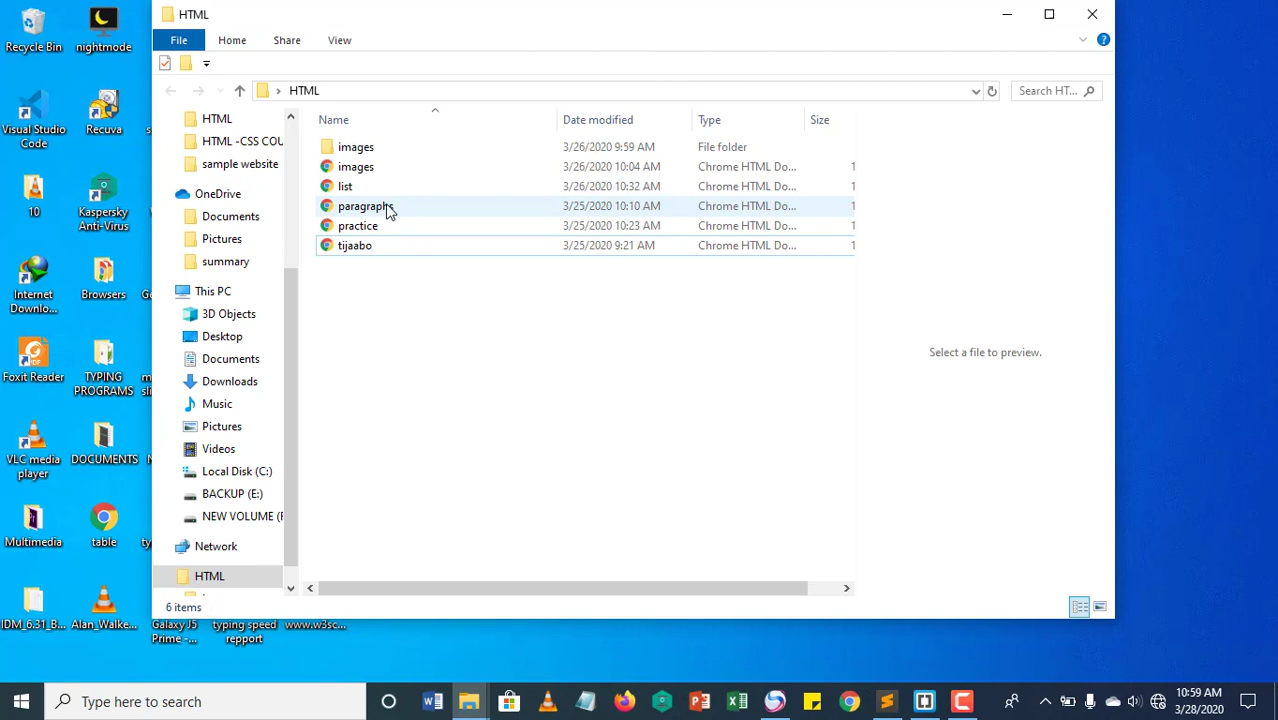 HTML
File Home Share View
HTML
Search HT...
Name Date modified Type Size
images 3/26/2020 9:59 AM File folder
images 3/26/2020 10:04 AM Chrome HTML Do... 1
list 3/26/2020 10:32 AM Chrome HTML Do... 1
paragraphs 3/25/2020 10:10 AM Chrome HTML Do... 1
practice 3/25/2020 10:23 AM Chrome HTML Do... 1
tijaabo 3/25/2020 9:21 AM Chrome HTML Do... 1
Select a file to preview.
HTML
HTML -CSS COU
sample website
OneDrive
Documents
Pictures
summary
This PC
3D Objects
Desktop
Documents
Downloads
Music
Pictures
Videos
Local Disk (C:)
BACKUP (E:)
NEW VOLUME (F
Network
HTML
6 items
Recycle Bin
nightmode
Visual Studio
Code
Recuva
10
Kaspersky
Anti-Virus
Internet
Downlo...
Browsers
Foxit Reader
TYPING
PROGRAMS
VLC media
player
DOCUMENTS
Multimedia
table
IDM_6.31_B...
Alan_Walke...
Galaxy J5
Prime -...
typing speed
repport
www.w3sc...
Type here to search
10:59 AM
3/28/2020